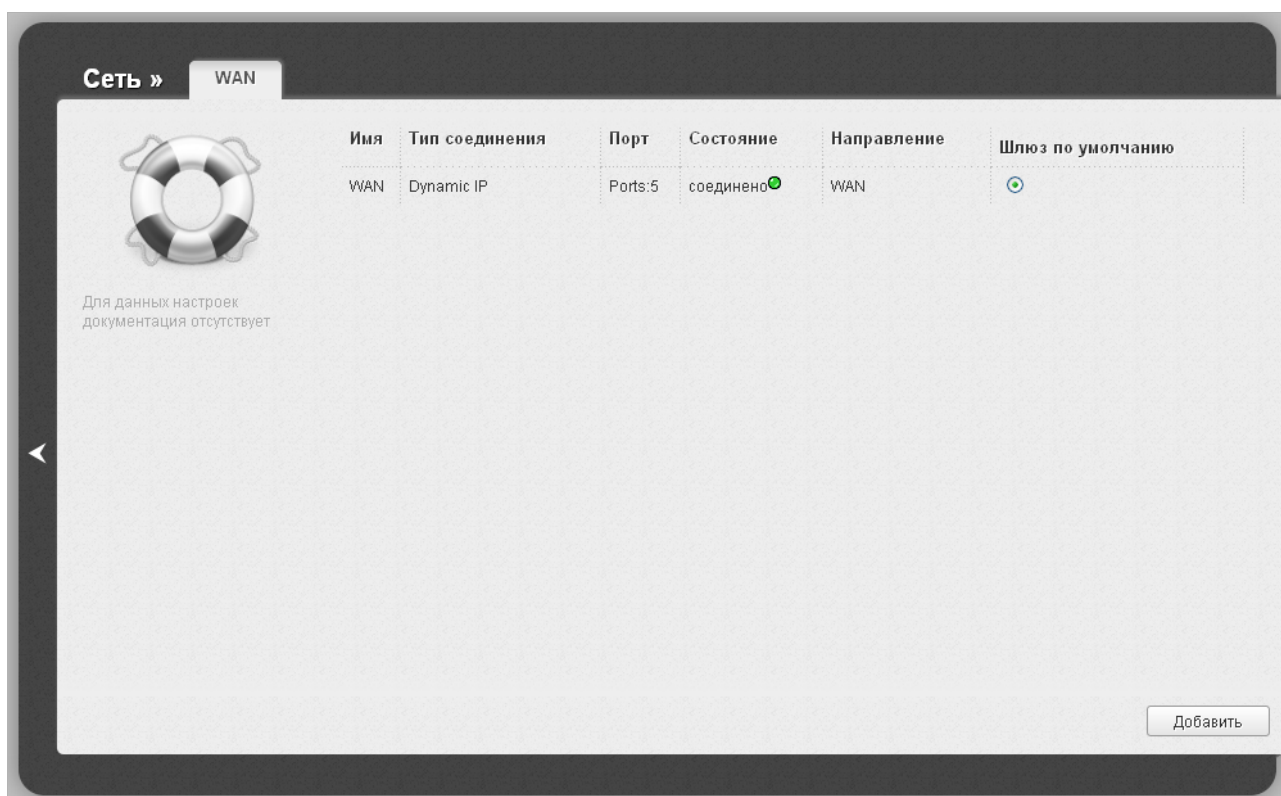 Сеть »
WAN
Имя Тип соединения Порт Состояние Направление Шлюз по умолчанию
WAN Dynamic IP Ports:5 соединено WAN
Для данных настроек
документация отсутствует
Добавить